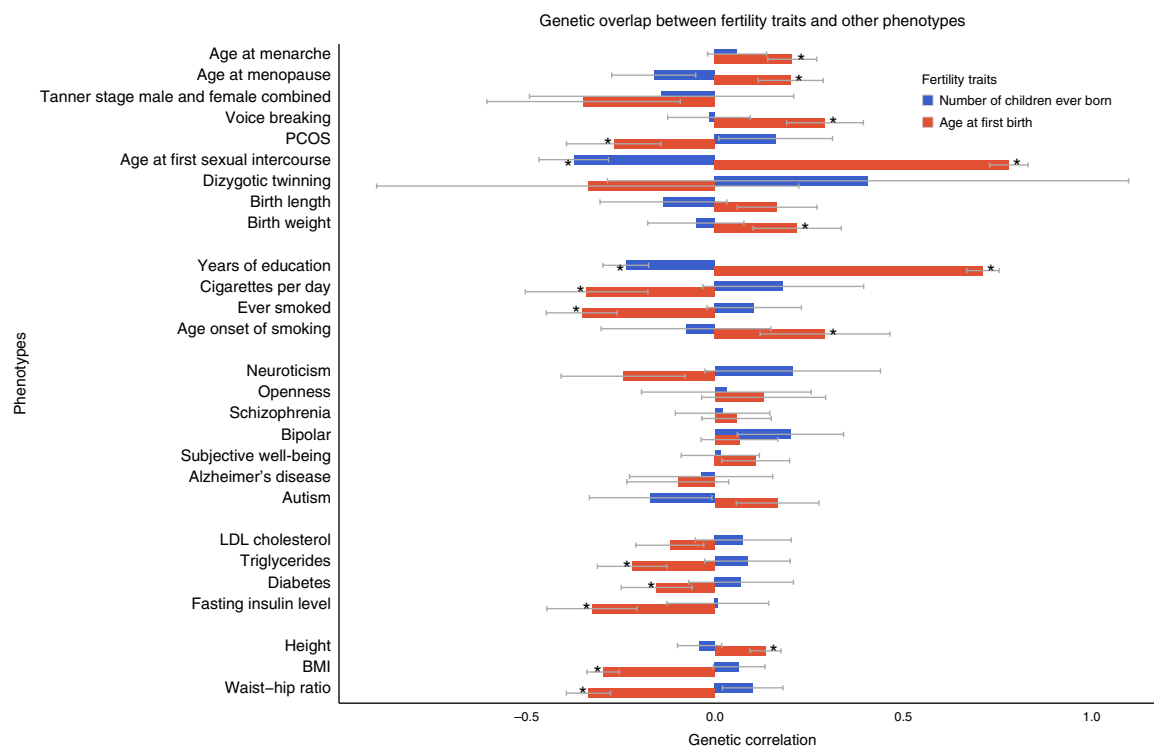 Genetic overlap between fertility traits and other phenotypes
Age at menarche
Age at menopause
Tanner stage male and female combined
Voice breaking
PCOS
Age at first sexual intercourse
Dizygotic twinning
Birth length
Birth weight
Years of education
Cigarettes per day
Ever smoked
Age onset of smoking
Neuroticism
Openness
Schizophrenia
Bipolar
Subjective well-being
Alzheimer's disease
Autism
LDL cholesterol
Triglycerides
Diabetes
Fasting insulin level
Height
BMI
Waist−hip ratio
Phenotypes
Fertility traits
Number of children ever born
Age at first birth
* * * * * * * * * * * * * * * * * * * *
−0.5 0.0 0.5 1.0
Genetic correlation